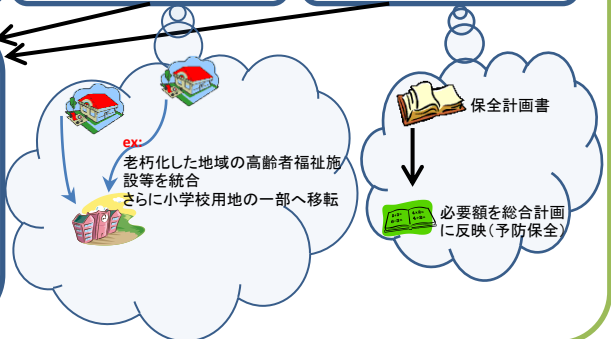 ex:
老朽化した地域の高齢者福祉施
設等を統合
さらに小学校用地の一部へ移転
保全計画書
必要額を総合計画
に反映(予防保全)